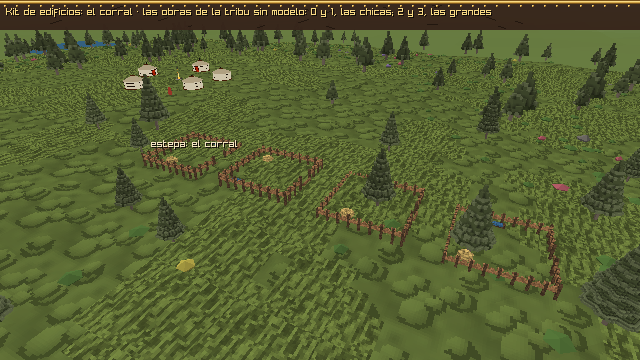 Kit de edificios: el corral · las obras de la tribu sin modelo: 0 y 1, las chicas; 2 y 3, las grandes
estepa: el corral